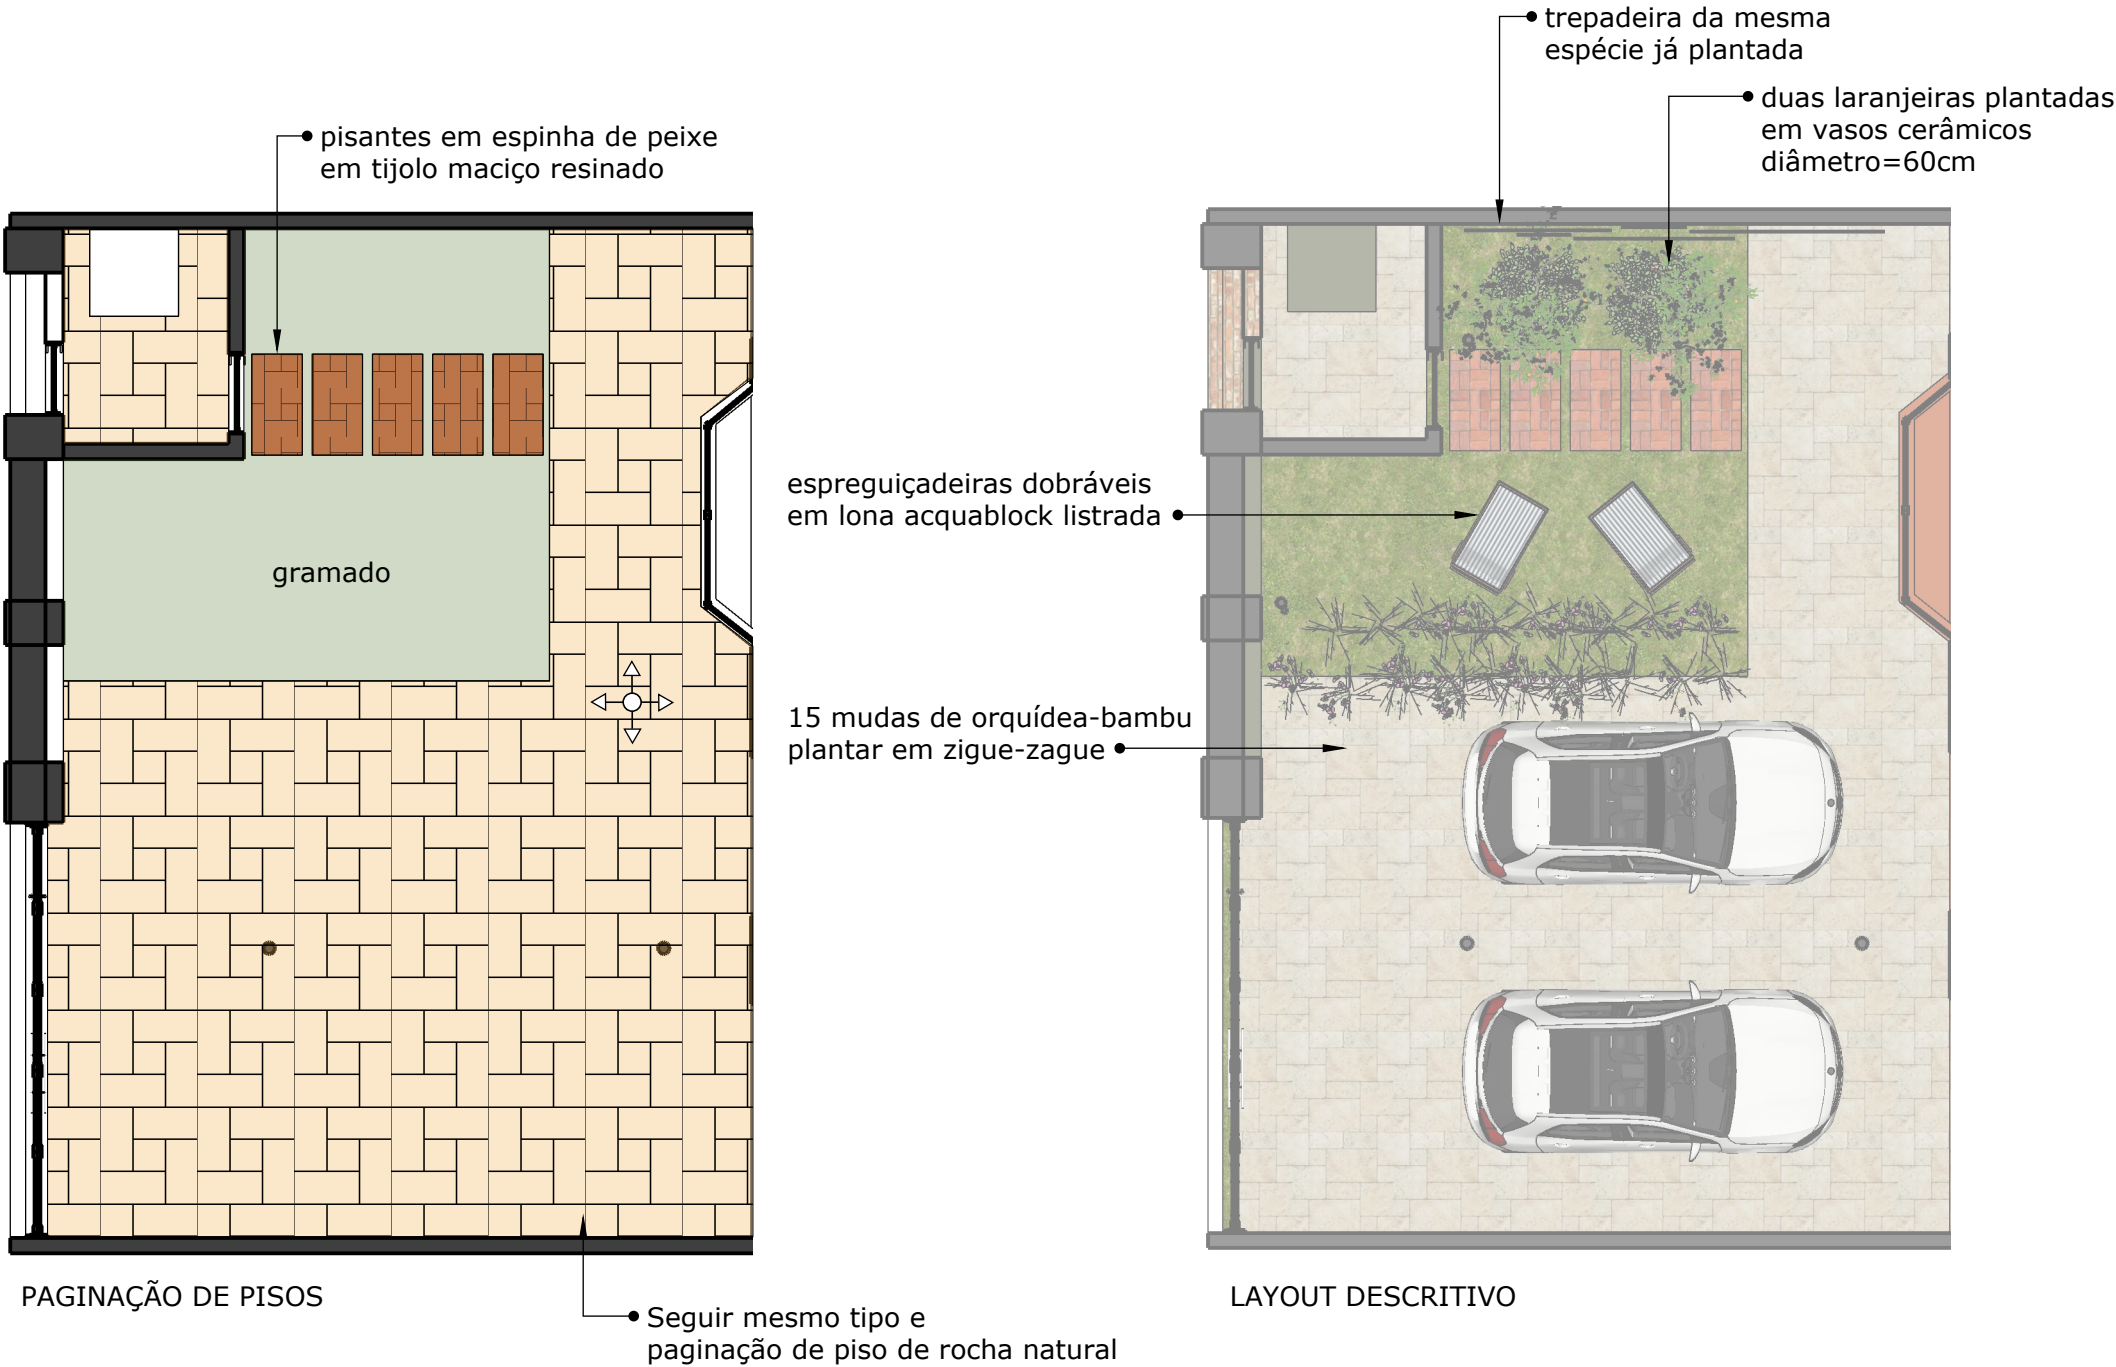 trepadeira da mesma
espécie já plantada
duas laranjeiras plantadas
em vasos cerâmicos
diâmetro=60cm
pisantes em espinha de peixe
em tijolo maciço resinado
espreguiçadeiras dobráveis
em lona acquablock listrada
gramado
15 mudas de orquídea-bambu
plantar em zigue-zague
PAGINAÇÃO DE PISOS
LAYOUT DESCRITIVO
Seguir mesmo tipo e
paginação de piso de rocha natural